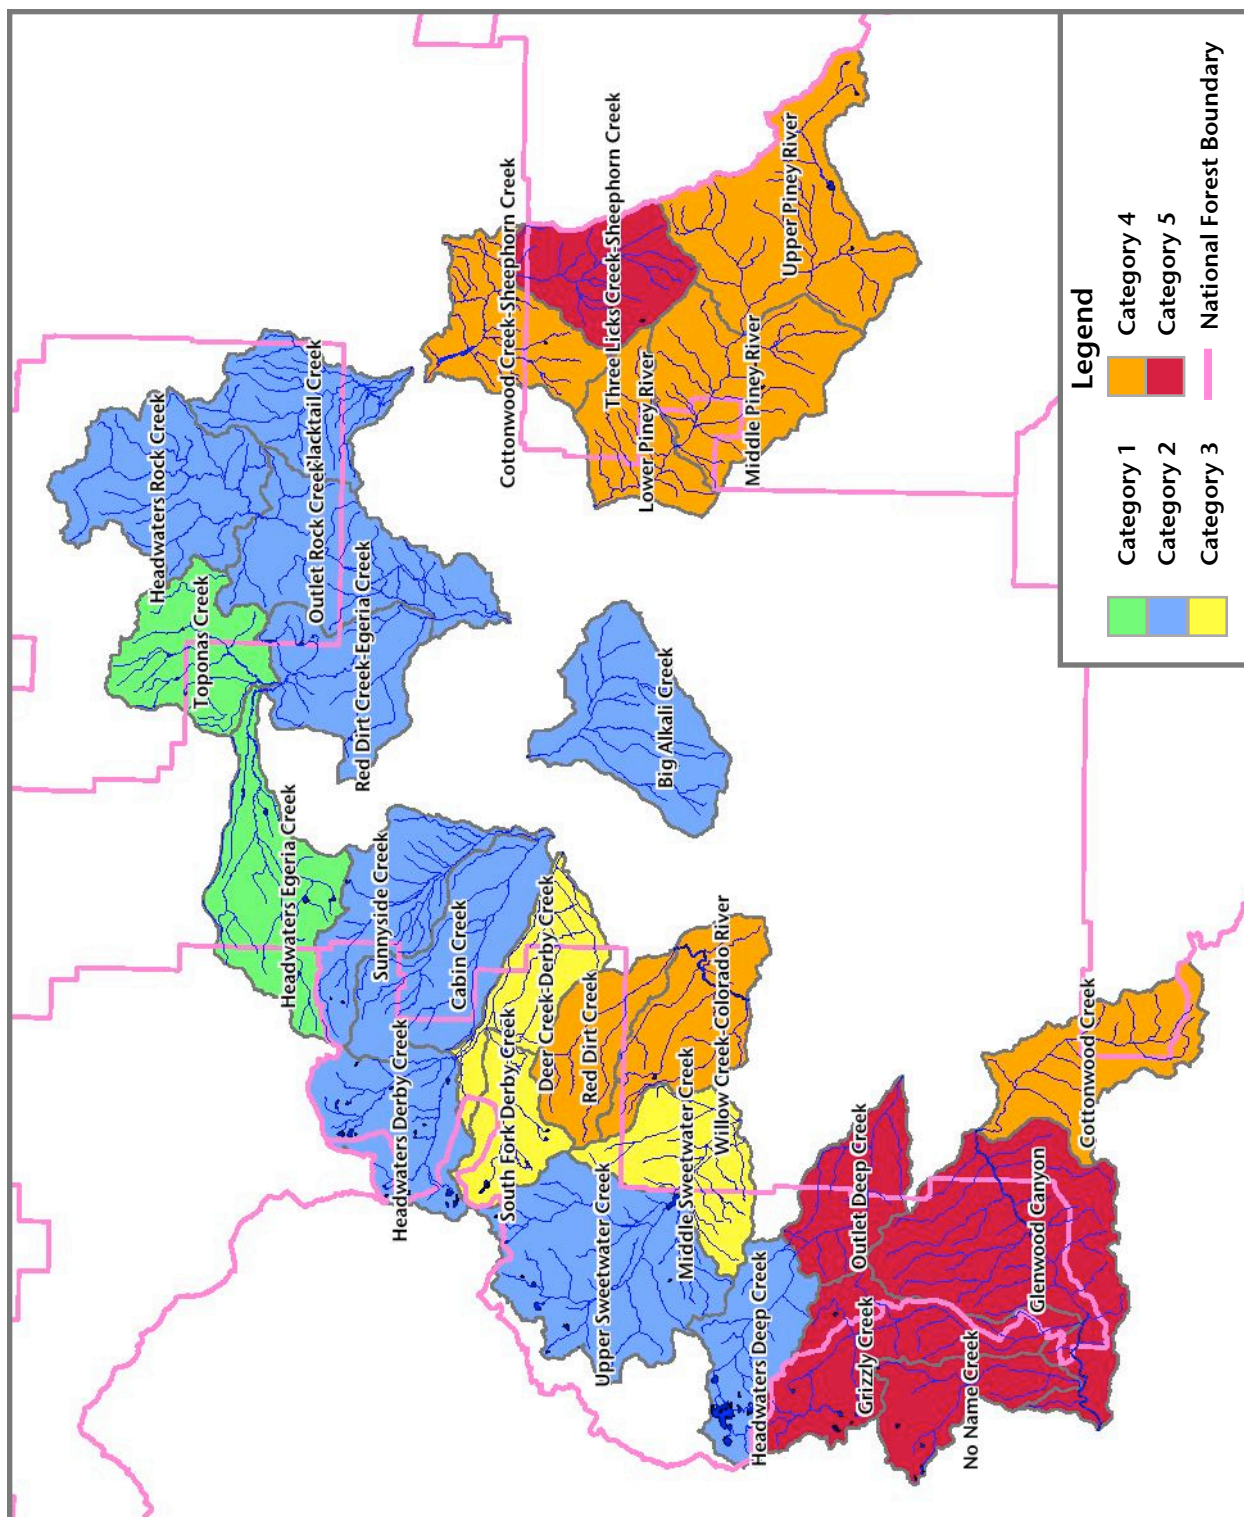 Headwaters Rock Creek
Toponas Creek
Outlet Rock Creek
lacktail Creek
Red Dirt Creek-Egeria Creek
Headwaters Egeria Creek
Sunnyside Creek
Cabin Creek
Headwaters Derby Creek
South Fork Derby Creek
Deer Creek-Derby Creek
Red Dirt Creek
Willow Creek-Colorado River
Middle Sweetwater Creek
Upper Sweetwater Creek
Headwaters Deep Creek
Outlet Deep Creek
Grizzly Creek
No Name Creek
Glenwood Canyon
Cottonwood Creek
Big Alkali Creek
Cottonwood Creek-Sheephorn Creek
Three Licks Creek-Sheephorn Creek
Lower Piney River
Middle Piney River
Upper Piney River
Legend
Category 1
Category 2
Category 3
Category 4
Category 5
National Forest Boundary